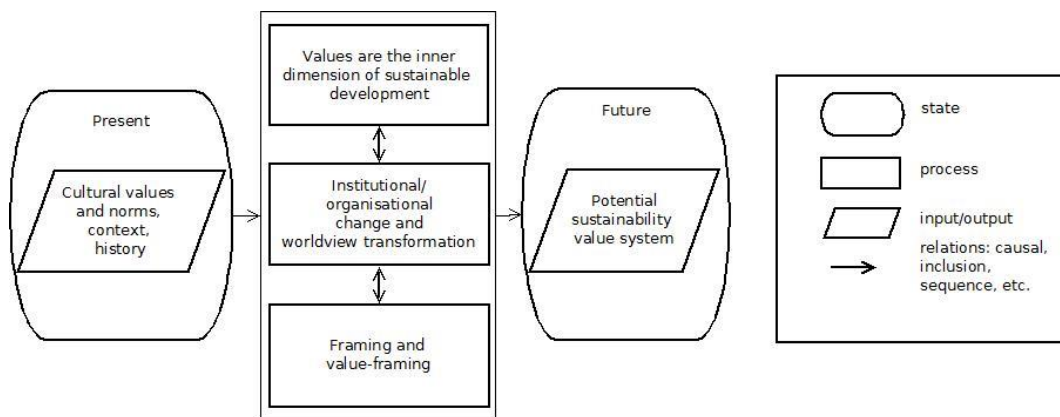 Present
Cultural values
and norms,
context,
history
Values are the inner
dimension of sustainable
development
Institutional/
organisational
change and
worldview transformation
Framing and
value-framing
Future
Potential
sustainability
value system
state
process
input/output
relations: causal,
inclusion,
sequence, etc.